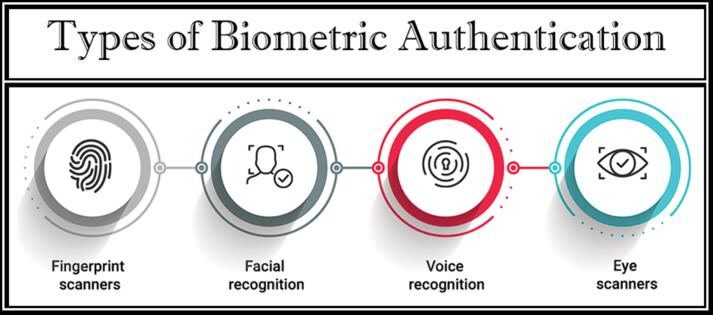 Types of Biometric Authentication
Fingerprint
scanners
Facial
recognition
Voice
recognition
Eye
scanners